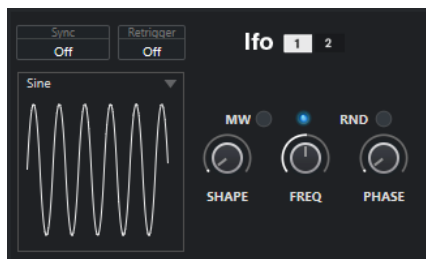 Sync
Off
Retrigger
Off
Lfo 1 2
Sine
MW
RND
SHAPE
FREQ
PHASE